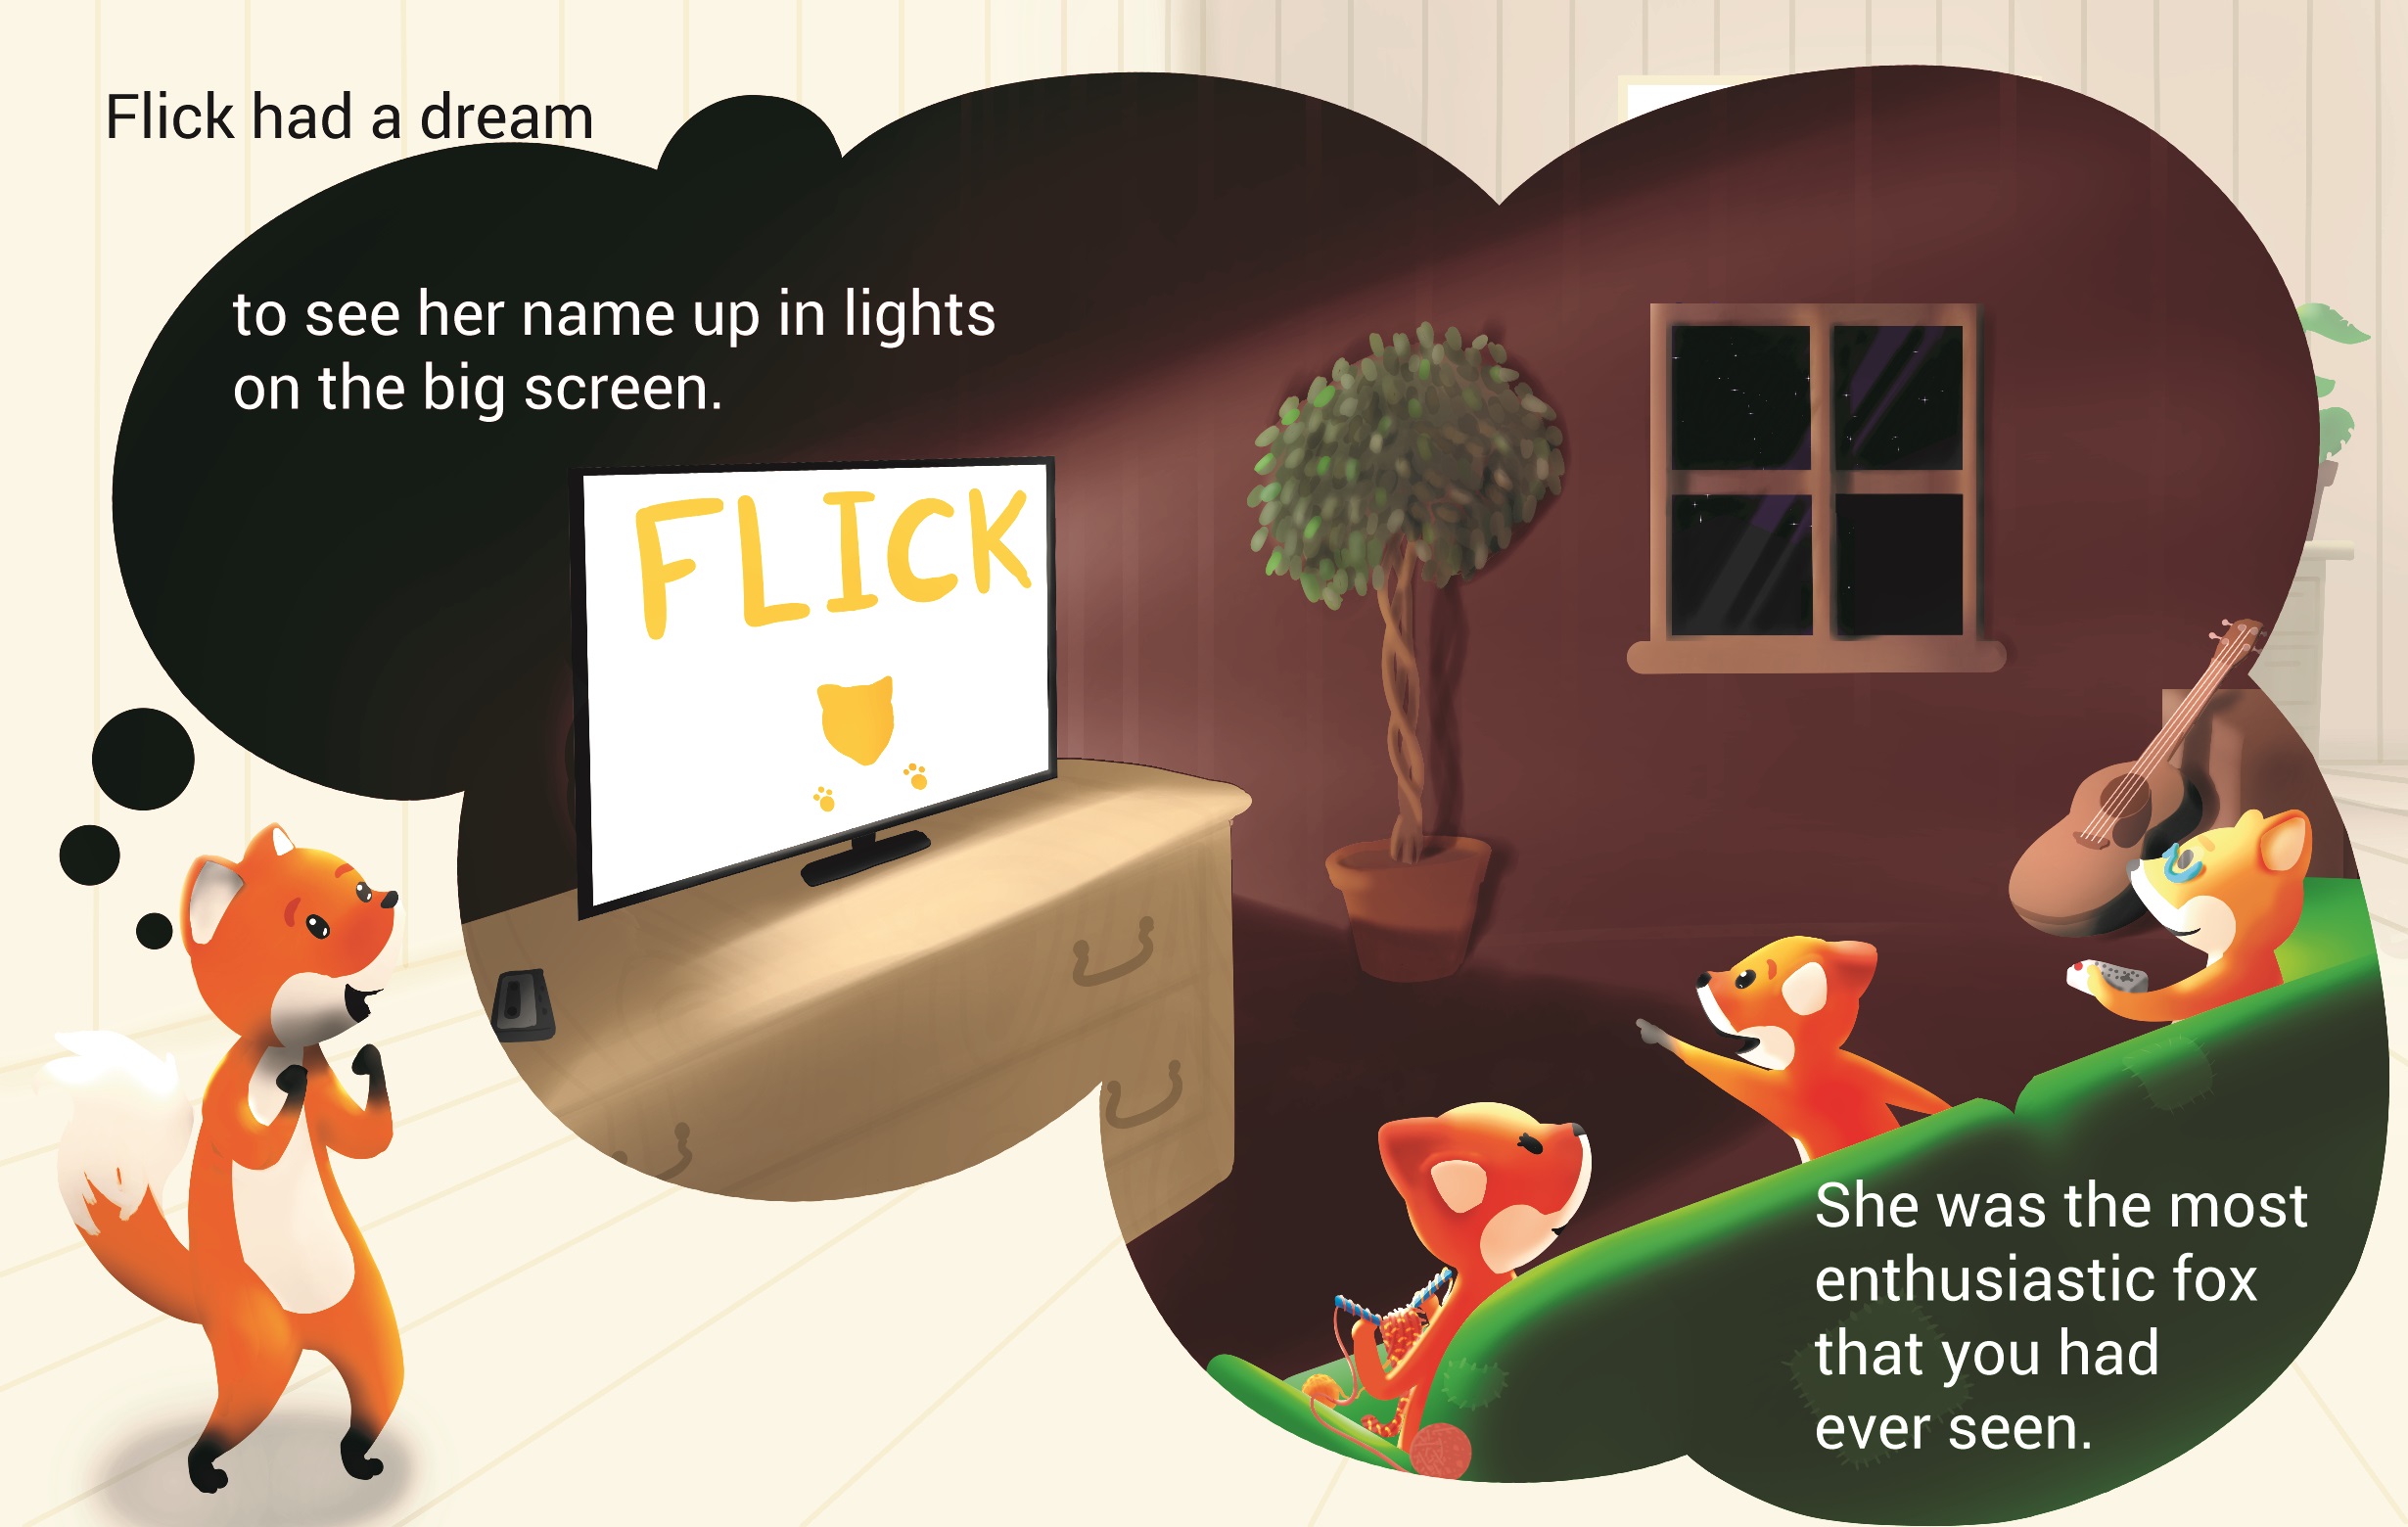 Flick had a dream
to see her name up in lights
on the big screen.
FLICK
She was the most
enthusiastic fox
that you had
ever seen.